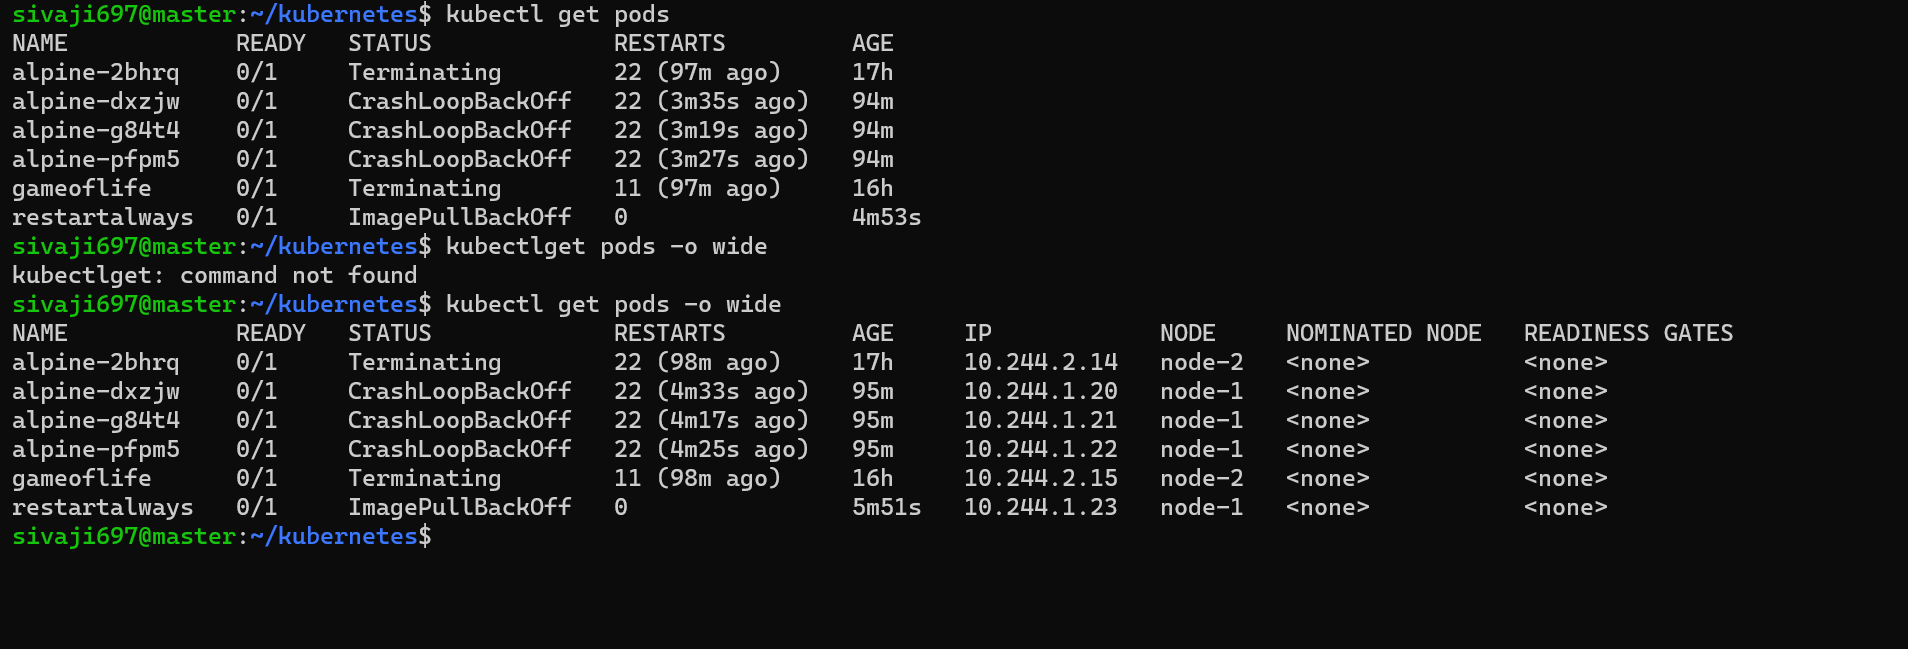 sivaji697@master:~/kubernetes$ kubectl get pods
NAME            READY   STATUS             RESTARTS         AGE
alpine-2bhrq    0/1     Terminating        22 (97m ago)     17h
alpine-dxzjw    0/1     CrashLoopBackOff   22 (3m35s ago)   94m
alpine-g84t4    0/1     CrashLoopBackOff   22 (3m19s ago)   94m
alpine-pfpm5    0/1     CrashLoopBackOff   22 (3m27s ago)   94m
gameoflife      0/1     Terminating        11 (97m ago)     16h
restartalways   0/1     ImagePullBackOff   0                4m53s
sivaji697@master:~/kubernetes$ kubectlget pods -o wide
kubectlget: command not found
sivaji697@master:~/kubernetes$ kubectl get pods -o wide
NAME            READY   STATUS             RESTARTS         AGE     IP            NODE     NOMINATED NODE   READINESS GATES
alpine-2bhrq    0/1     Terminating        22 (98m ago)     17h     10.244.2.14   node-2   <none>           <none>
alpine-dxzjw    0/1     CrashLoopBackOff   22 (4m33s ago)   95m     10.244.1.20   node-1   <none>           <none>
alpine-g84t4    0/1     CrashLoopBackOff   22 (4m17s ago)   95m     10.244.1.21   node-1   <none>           <none>
alpine-pfpm5    0/1     CrashLoopBackOff   22 (4m25s ago)   95m     10.244.1.22   node-1   <none>           <none>
gameoflife      0/1     Terminating        11 (98m ago)     16h     10.244.2.15   node-2   <none>           <none>
restartalways   0/1     ImagePullBackOff   0                5m51s   10.244.1.23   node-1   <none>           <none>
sivaji697@master:~/kubernetes$